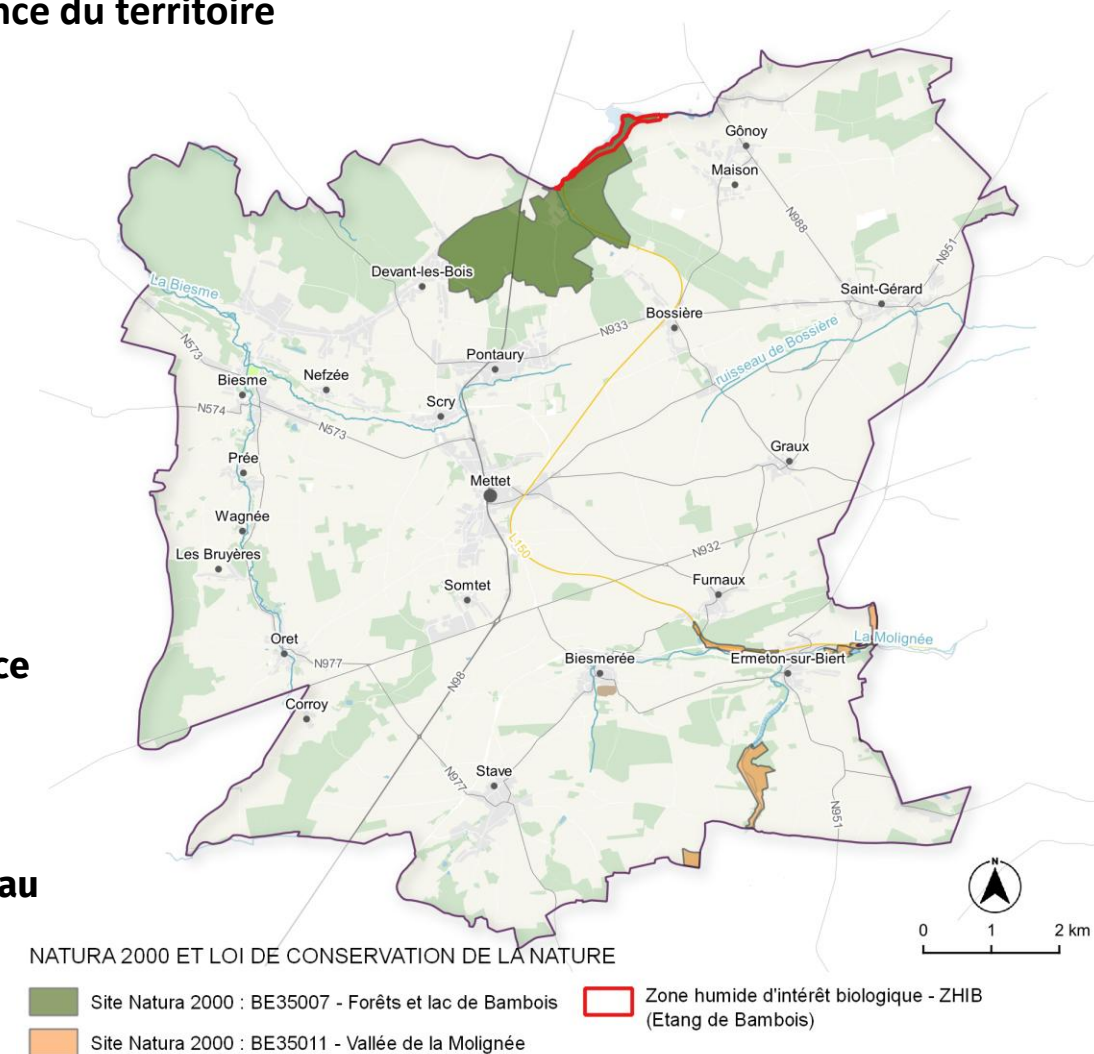 nce du territoire
Gônoy
Maison
N988
N951
Devant-les-Bois
La Biesme
Saint-Gérard
Bossière
N933
ruisseau de Bossière
N573
Pontaury
Nefzée
Biesme
Scry
N574
N573
Graux
Prée
Mettet
Wagnée
L150
N932
Les Bruyères
Furnaux
Somtet
La Molignée
Oret
ce
N977
Biesmerée
Ermeton-sur-Biert
N98
Corroy
Stave
N977
N951
N
au
0 1 2 km
NATURA 2000 ET LOI DE CONSERVATION DE LA NATURE
Site Natura 2000 : BE35007 - Forêts et lac de Bambois
Zone humide d'intérêt biologique - ZHIB
(Etang de Bambois)
Site Natura 2000 : BE35011 - Vallée de la Molignée